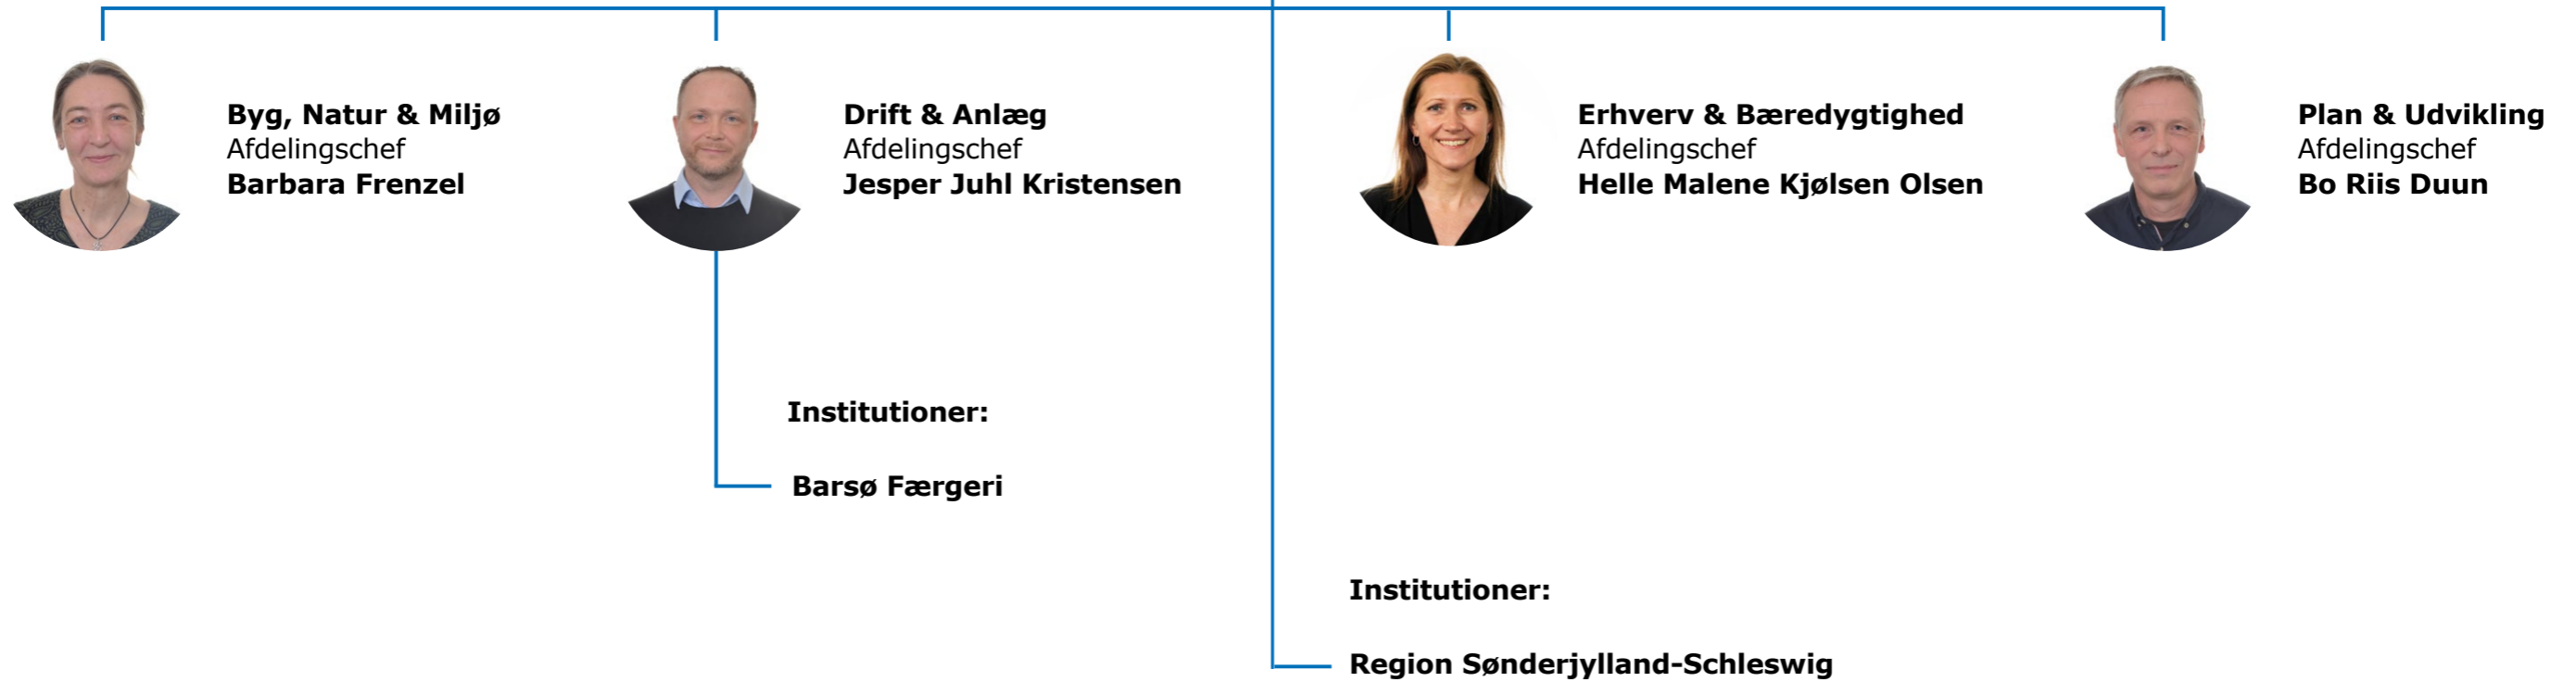 Byg, Natur & Miljø
Afdelingschef
Barbara Frenzel
Drift & Anlæg
Afdelingschef
Jesper Juhl Kristensen
Erhverv & Bæredygtighed
Afdelingschef
Helle Malene Kjølsen Olsen
Plan & Udvikling
Afdelingschef
Bo Riis Duun
Institutioner:
Barsø Færgeri
Institutioner:
Region Sønderjylland-Schleswig